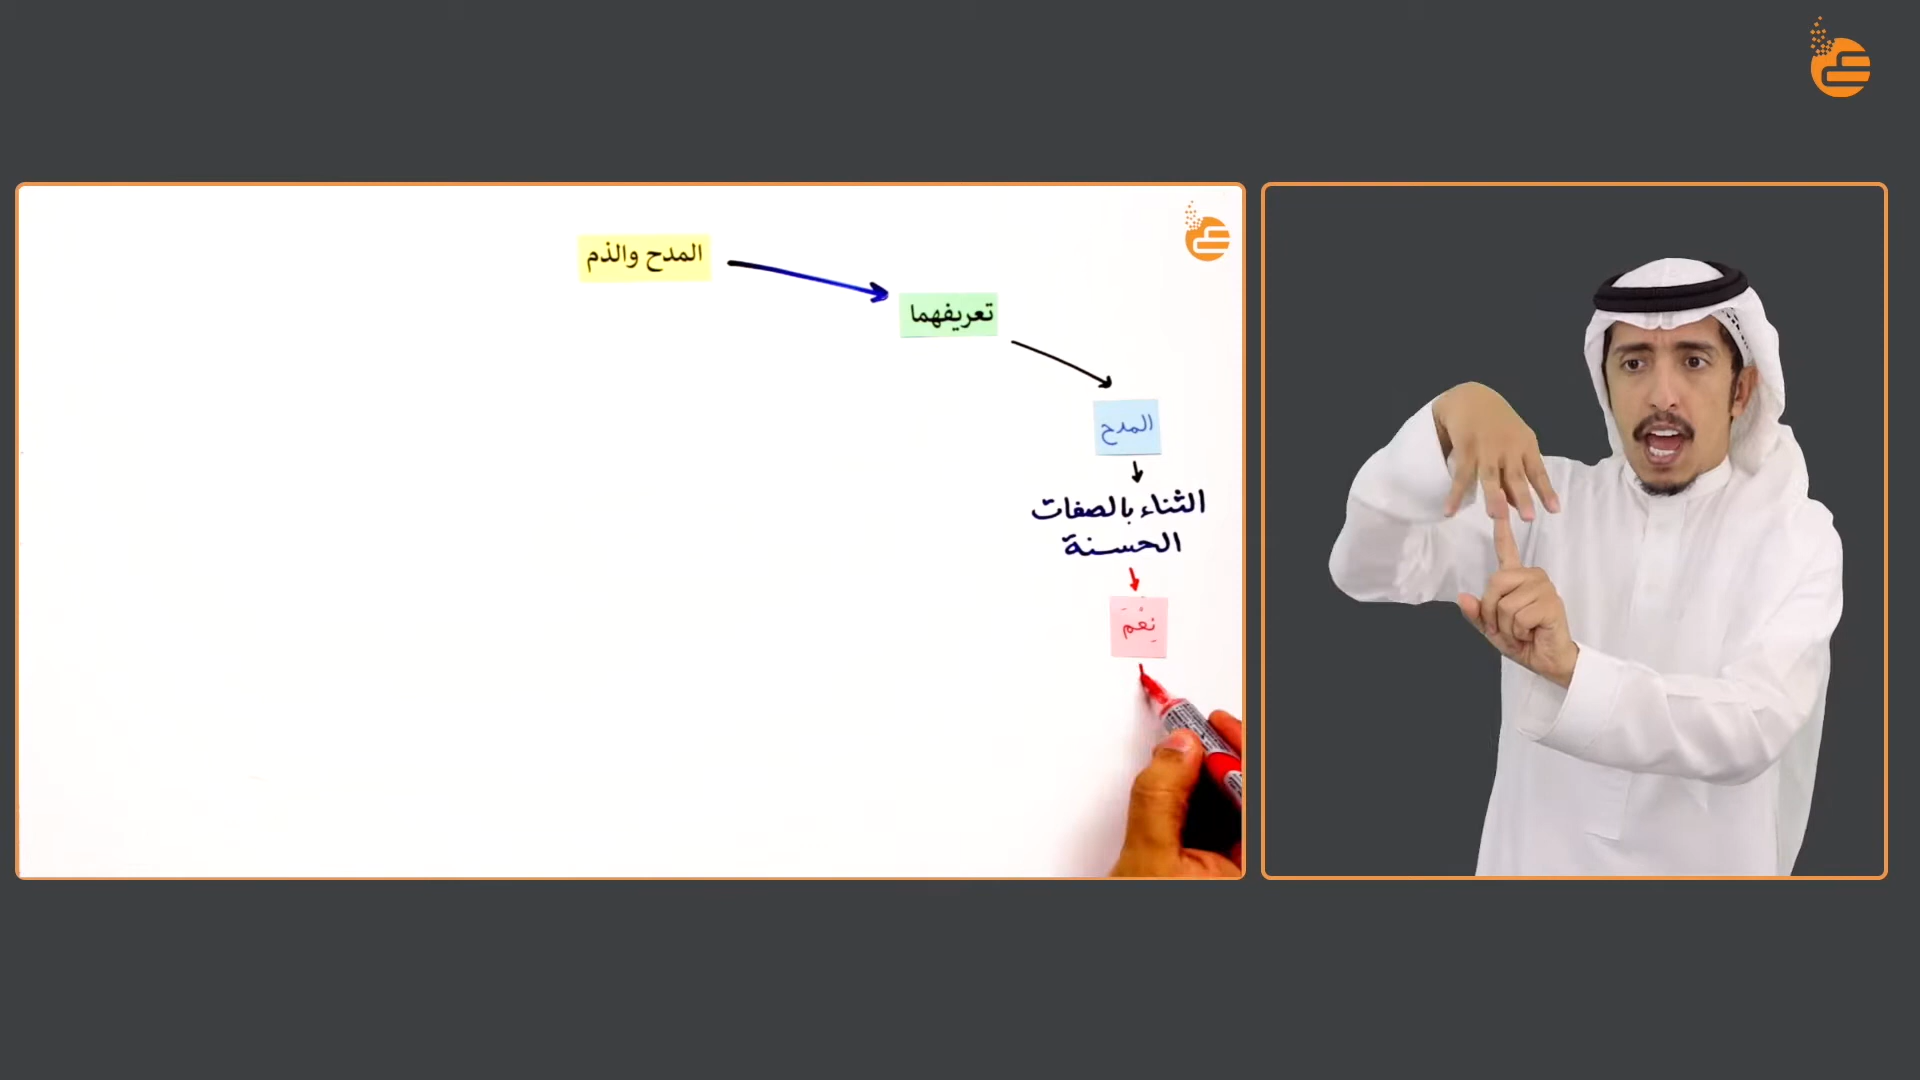 المدح والذم
تعريفهما
المدح
الثناء بالصفات
الحسنة
نِعْمَ